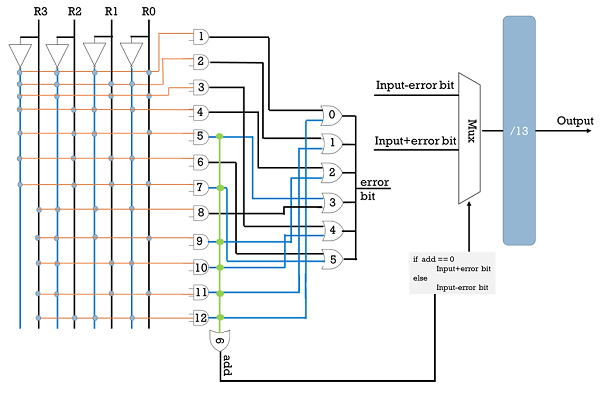 R3 R2 R1 R0
1
2
3
4
5
6
7
8
9
10
11
12
0
1
2
3
4
5
error
bit
6
add
Input-error bit
Input+error bit
Mux
/13
Output
if add==0
Input+error bit
else
Input-error bit